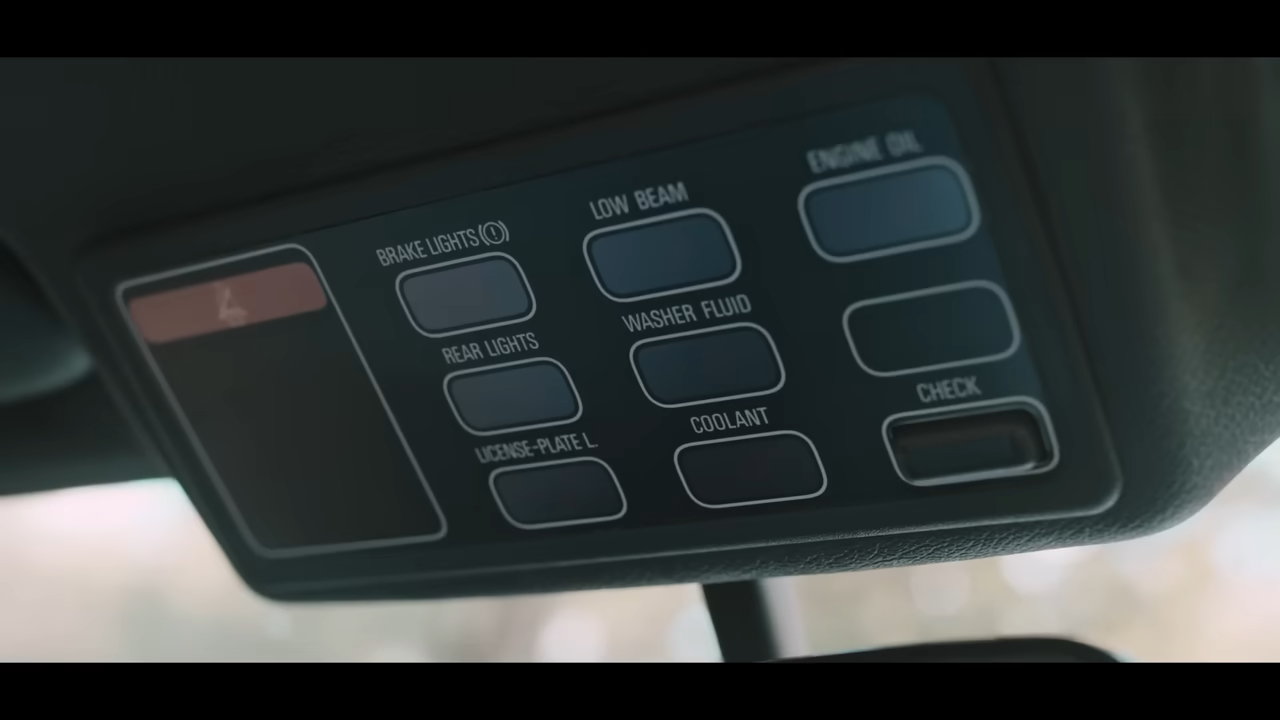 BRAKE LIGHTS(!)
LOW BEAM
ENGINE OIL
REAR LIGHTS
WASHER FLUID
LICENSE-PLATE L.
COOLANT
CHECK